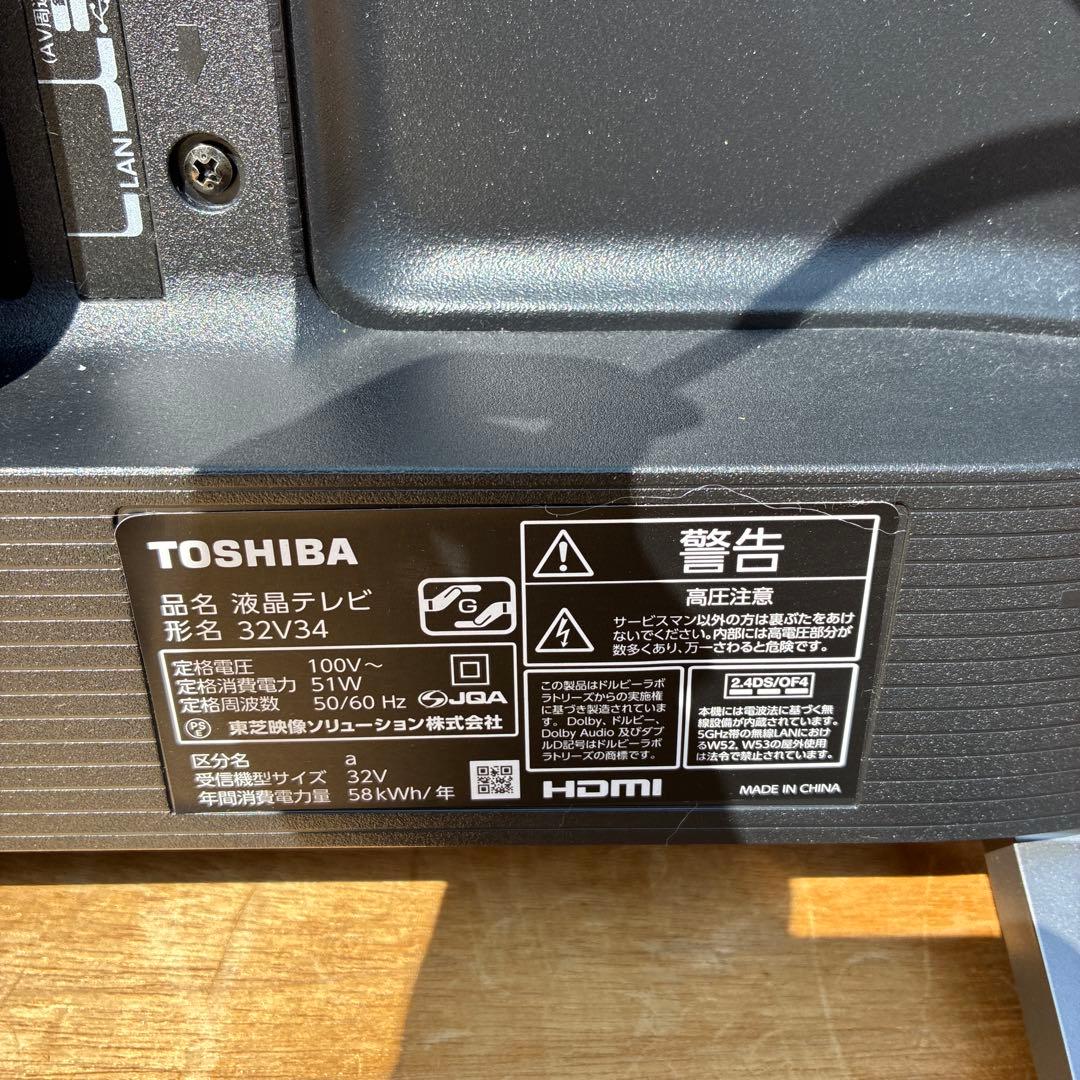 (AV周辺
LAN
TOSHIBA
品名 液晶テレビ
形名 32V34
G
定格電圧 100V～
定格消費電力 51W
定格周波数 50/60 Hz
JQA
PS
E
東芝映像ソリューション株式会社
区分名 a
受信機型サイズ 32V
年間消費電力量 58kWh/年
警告
高圧注意
サービスマン以外の方は裏ぶたをあけ
ないでください。内部には高電圧部分が
数多くあり、万一さわると危険です。
この製品はドルビーラボ
ラトリーズからの実施権
に基づき製造されていま
す。Dolby、ドルビー、
Dolby Audio 及びダブ
ルD記号はドルビーラボ
ラトリーズの商標です。
2.4DS/OF4
本機には電波法に基づく無
線設備が内蔵されています。
5GHz帯の無線LANにおけ
るW52、W53の屋外使用
は法令で禁止されています。
HDMI
MADE IN CHINA